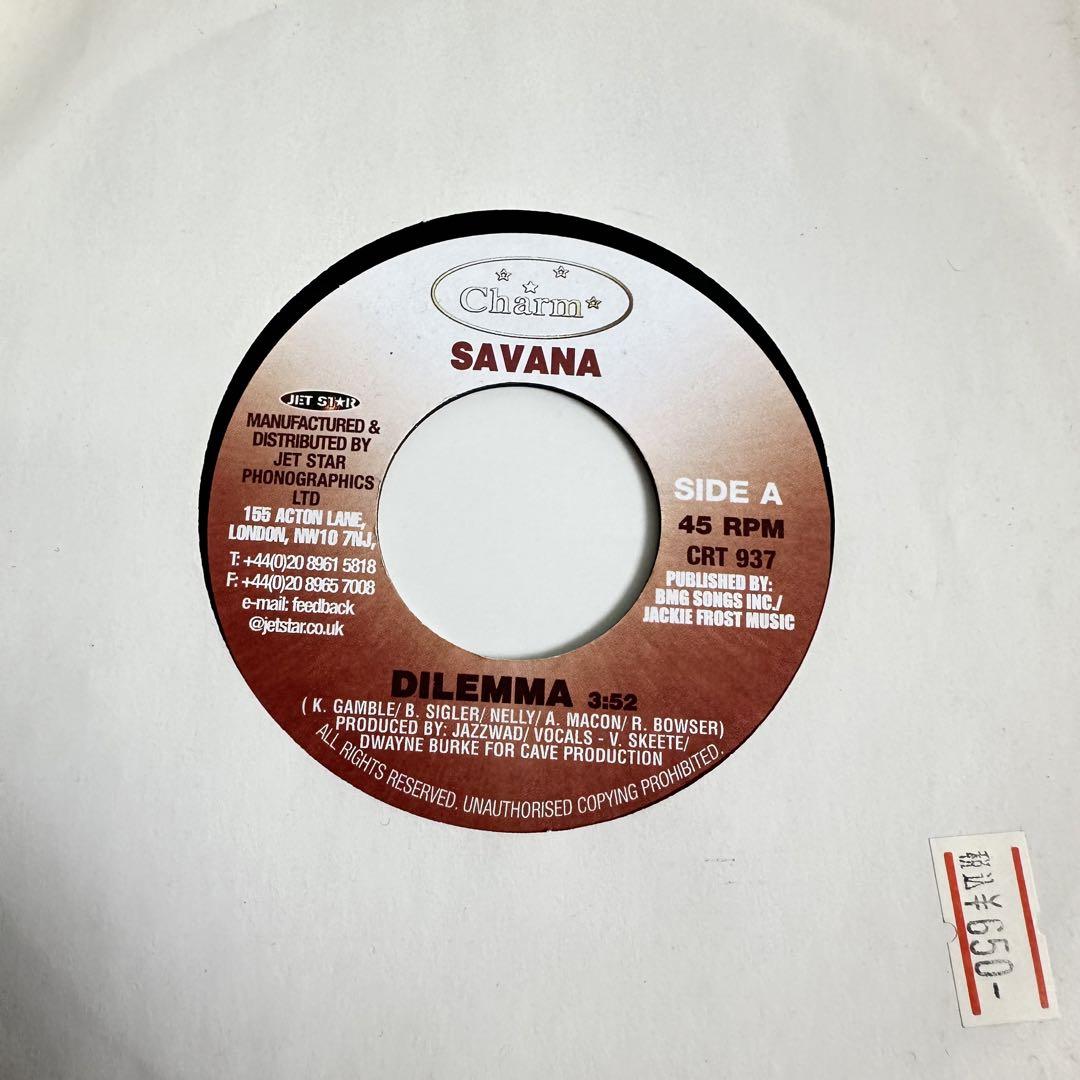 Charm
SAVANA
JET STAR
MANUFACTURED &
DISTRIBUTED BY
JET STAR
PHONOGRAPHICS
LTD
155 ACTON LANE,
LONDON, NW10 7NJ,
T: +44(0)20 8961 5818
F: +44(0)20 8965 7008
e-mail: feedback
@jetstar.co.uk
SIDE A
45 RPM
CRT 937
PUBLISHED BY:
BMG SONGS INC./
JACKIE FROST MUSIC
DILEMMA 3:52
( K. GAMBLE/ B. SIGLER/ NELLY/ A. MACON/ R. BOWSER)
PRODUCED BY: JAZZWAD/ VOCALS - V. SKEETE/
DWAYNE BURKE FOR CAVE PRODUCTION
ALL RIGHTS RESERVED. UNAUTHORISED COPYING PROHIBITED.
税込¥650-